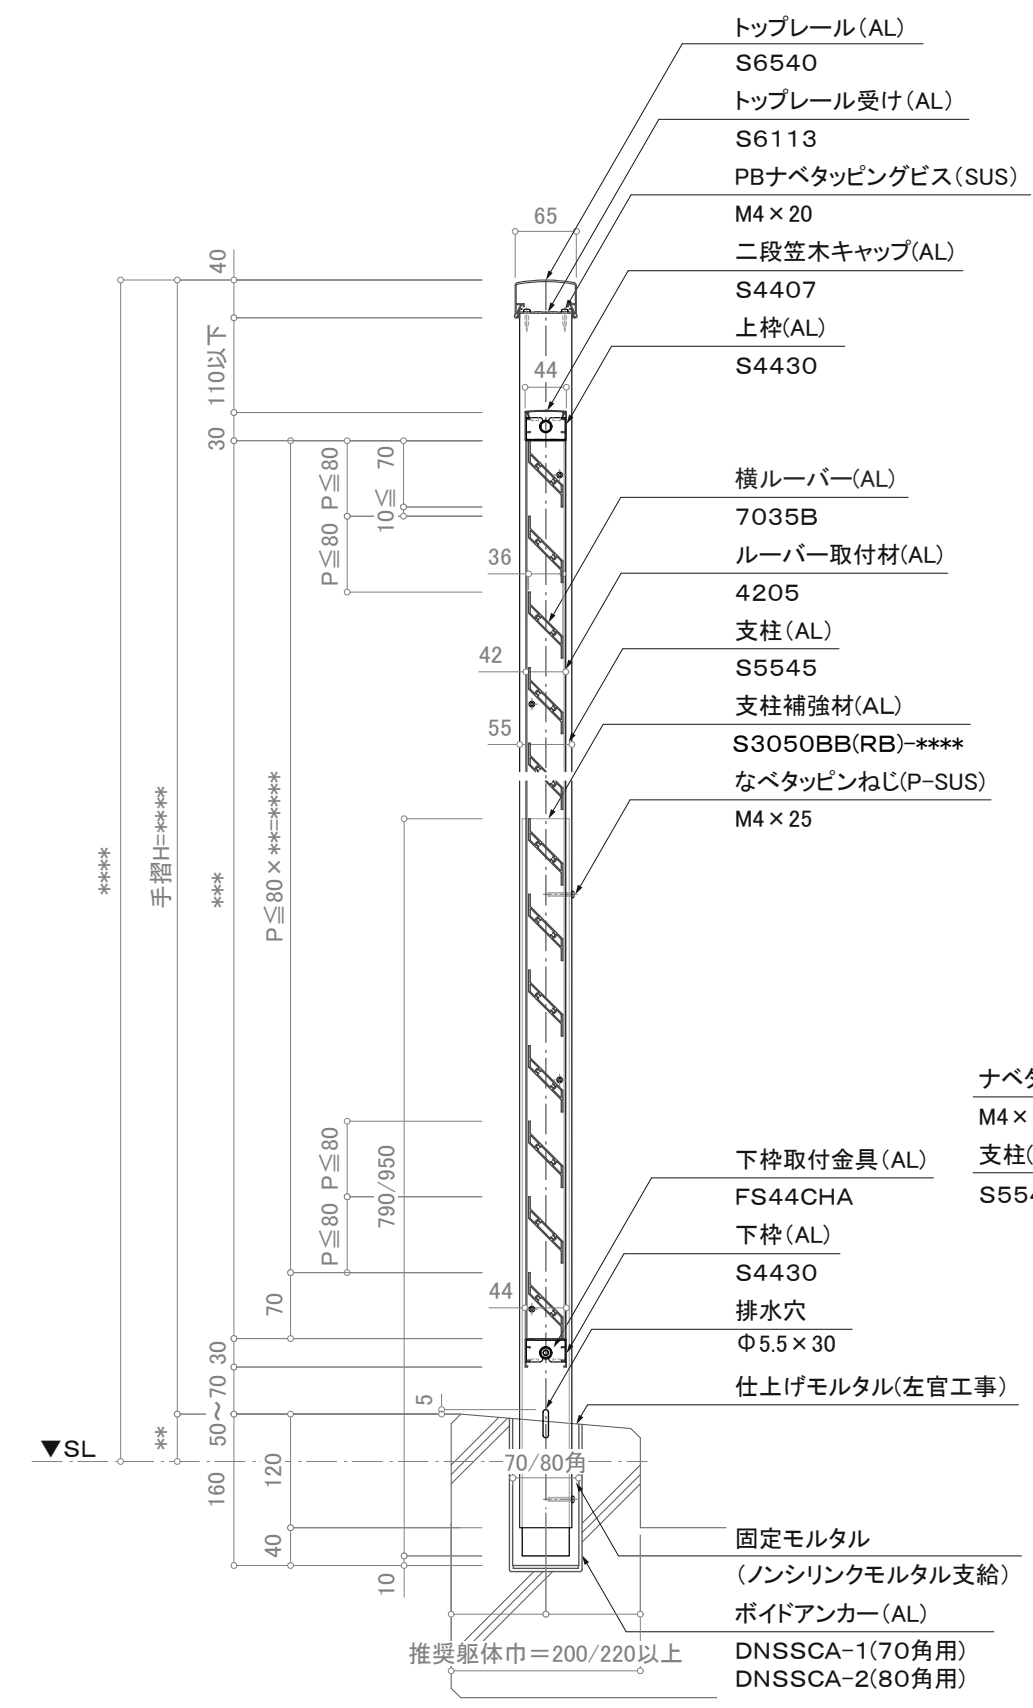 トップレール(AL)
S6540
トップレール受け(AL)
S6113
PBナベタッピングビス(SUS)
M4×20
二段笠木キャップ(AL)
S4407
上枠(AL)
S4430
横ルーバー(AL)
7035B
ルーバー取付材(AL)
4205
支柱(AL)
S5545
支柱補強材(AL)
S3050BB(RB)-****
なベタッピンねじ(P-SUS)
M4×25
ナベタ
M4×
支柱(
S554
下枠取付金具(AL)
FS44CHA
下枠(AL)
S4430
排水穴
Φ5.5×30
仕上げモルタル(左官工事)
固定モルタル
(ノンシリンクモルタル支給)
ボイドアンカー(AL)
DNSSCA-1(70角用)
DNSSCA-2(80角用)
65
40
110以下
30
44
P≦80
P≦80
70
10≦
36
42
55
****
手摺H=****
***
P≦80×**=****
P≦80
P≦80
790/950
70
44
30
50~70
5
**
▼SL
160
120
40
10
70/80角
推奨躯体巾=200/220以上